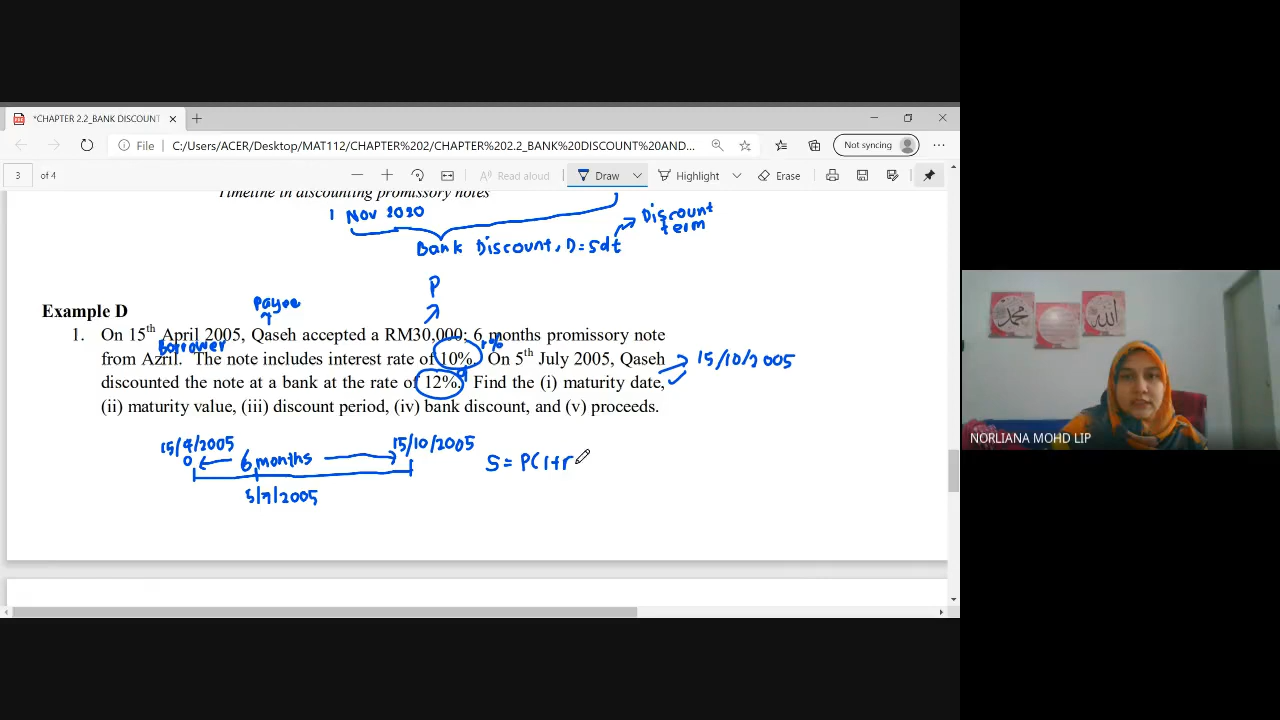 *CHAPTER 2.2_BANK DISCOUNT
File C:/Users/ACER/Desktop/MAT112/CHAPTER%202/CHAPTER%202.2_BANK%20DISCOUNT%20AND... Not syncing
3 of 4 Read aloud Draw Highlight Erase
Timeline in discounting promissory notes
1 Nov 2020
Discount term
Bank Discount, D = Sdt
P
Example D
Payee
1. On 15th April 2005, Qaseh accepted a RM30,000; 6 months promissory note
Borrower
from Azril. The note includes interest rate of 10%. On 5th July 2005, Qaseh
r%
15/10/2005
discounted the note at a bank at the rate of 12%. Find the (i) maturity date,
d
(ii) maturity value, (iii) discount period, (iv) bank discount, and (v) proceeds.
15/4/2005 15/10/2005
0 6 months S = P(1+r
5/7/2005
NORLIANA MOHD LIP